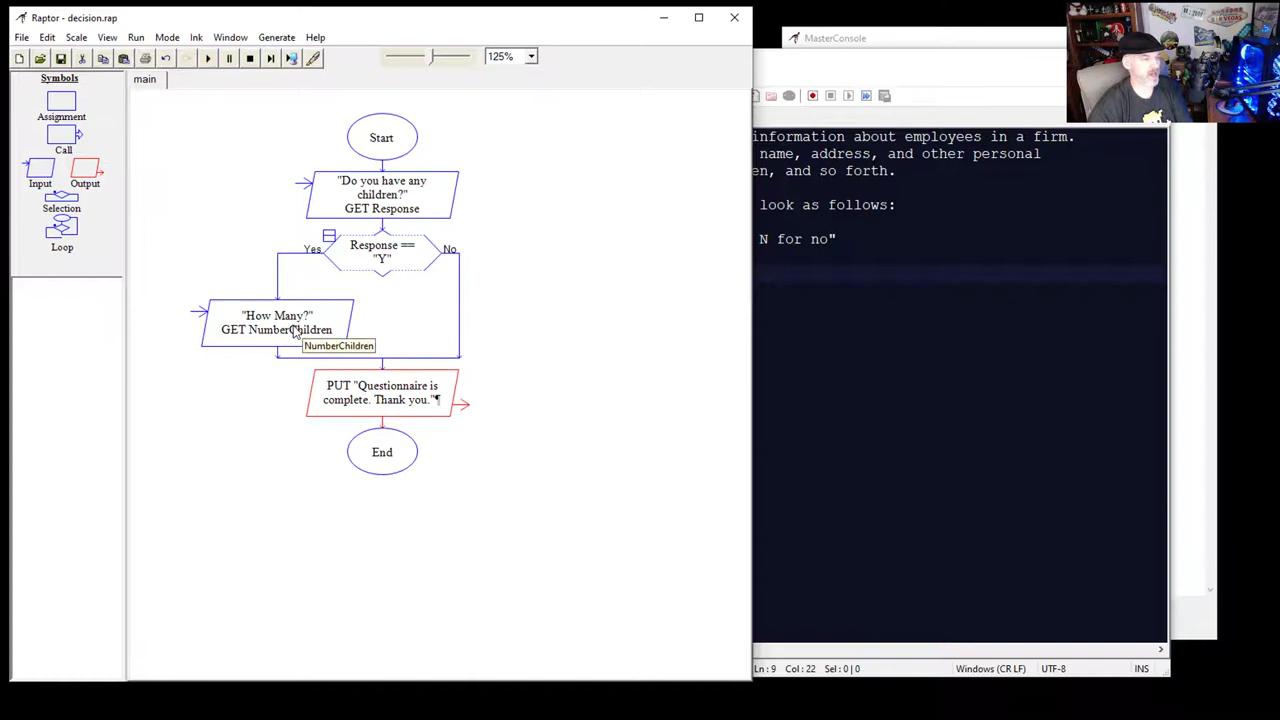 Raptor - decision.rap
File Edit Scale View Run Mode Ink Window Generate Help
125%
Symbols
Assignment
Call
Input Output
Selection
Loop
main
Start
"Do you have any
children?"
GET Response
Response ==
"Y"
Yes
No
"How Many?"
GET NumberChildren
NumberChildren
PUT "Questionnaire is
complete. Thank you."¶
End
MasterConsole
information about employees in a firm.
name, address, and other personal
en, and so forth.
look as follows:
N for no"
Ln: 9 Col: 22 Sel: 0 | 0 Windows (CR LF) UTF-8 INS